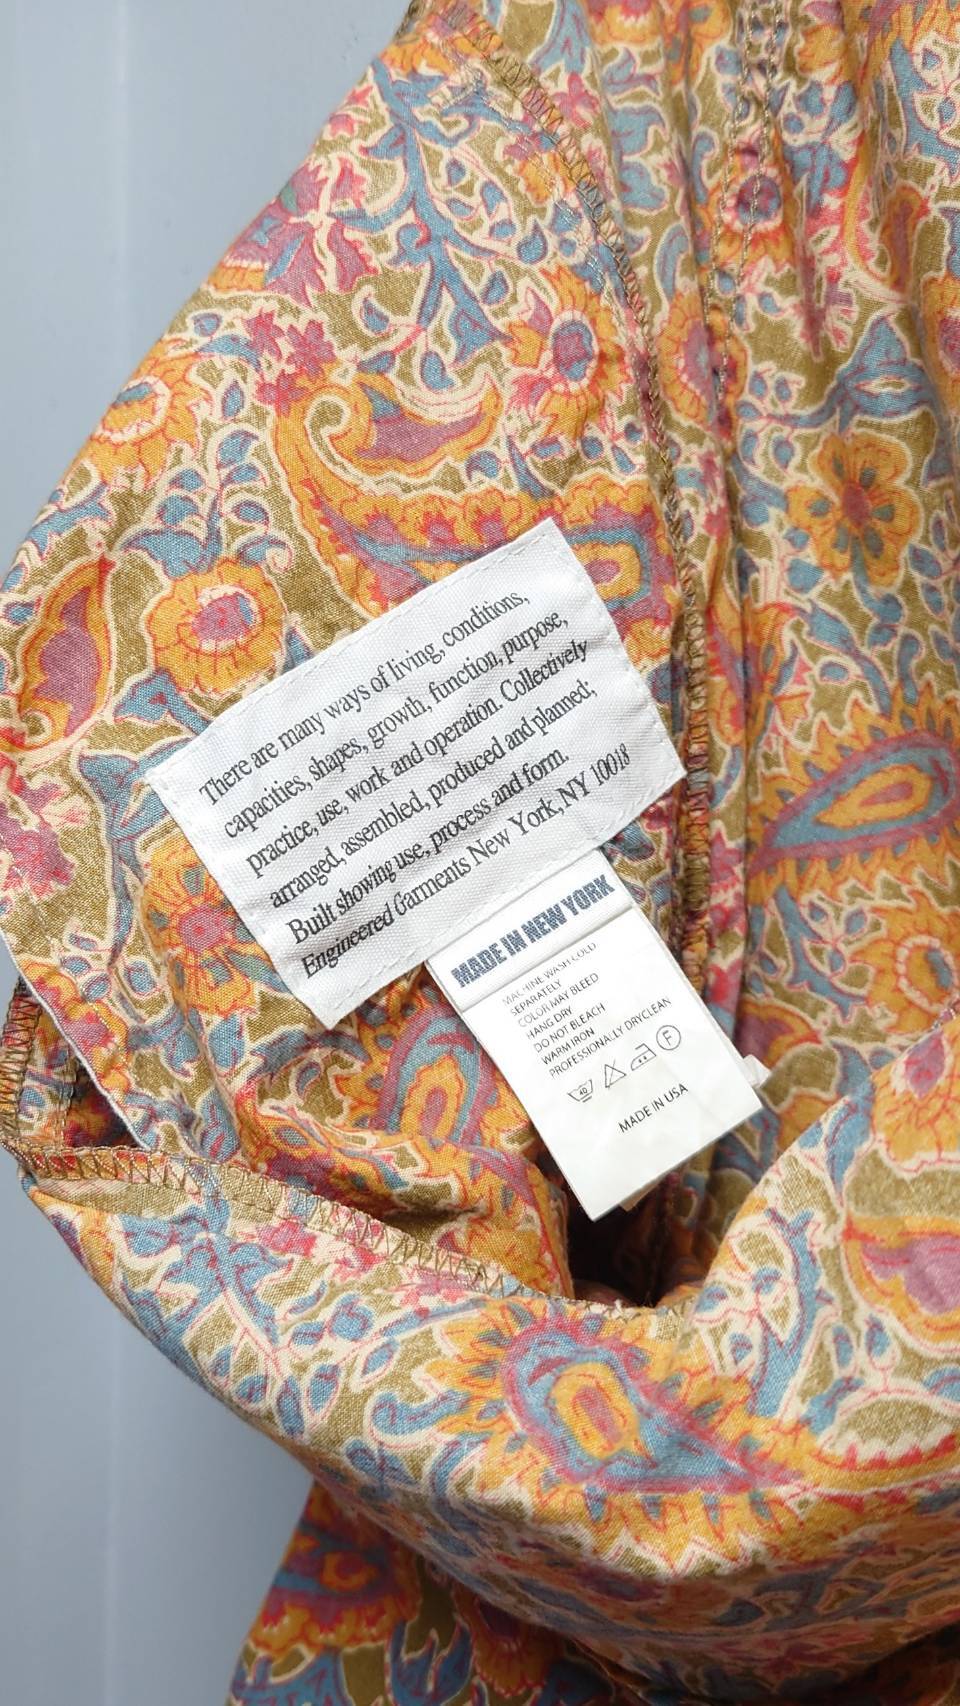 There are many ways of living, conditions,
capacities, shapes, growth, function, purpose,
practice, use, work and operation. Collectively
arranged, assembled, produced and planned;
Built showing use, process and form.
Engineered Garments New York, NY 10018
MADE IN NEW YORK
MACHINE WASH COLD
SEPARATELY
COLOR MAY BLEED
HANG DRY
DO NOT BLEACH
WARM IRON
PROFESSIONALLY DRYCLEAN
40 F
MADE IN USA